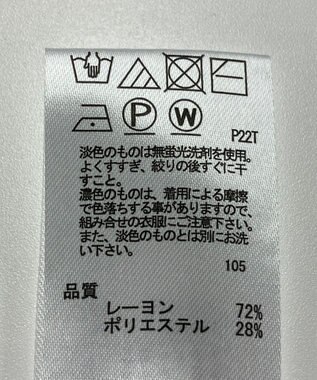 P
W
P22T
淡色のものは無蛍光洗剤を使用。
よくすすぎ、絞りの後すぐに干
すこと。
濃色のものは、着用による摩擦
で色落ちする事がありますので、
組み合せの衣服にご注意下さい。
また、淡色のものとは別にお洗
い下さい。
105
品質
レーヨン 72%
ポリエステル 28%